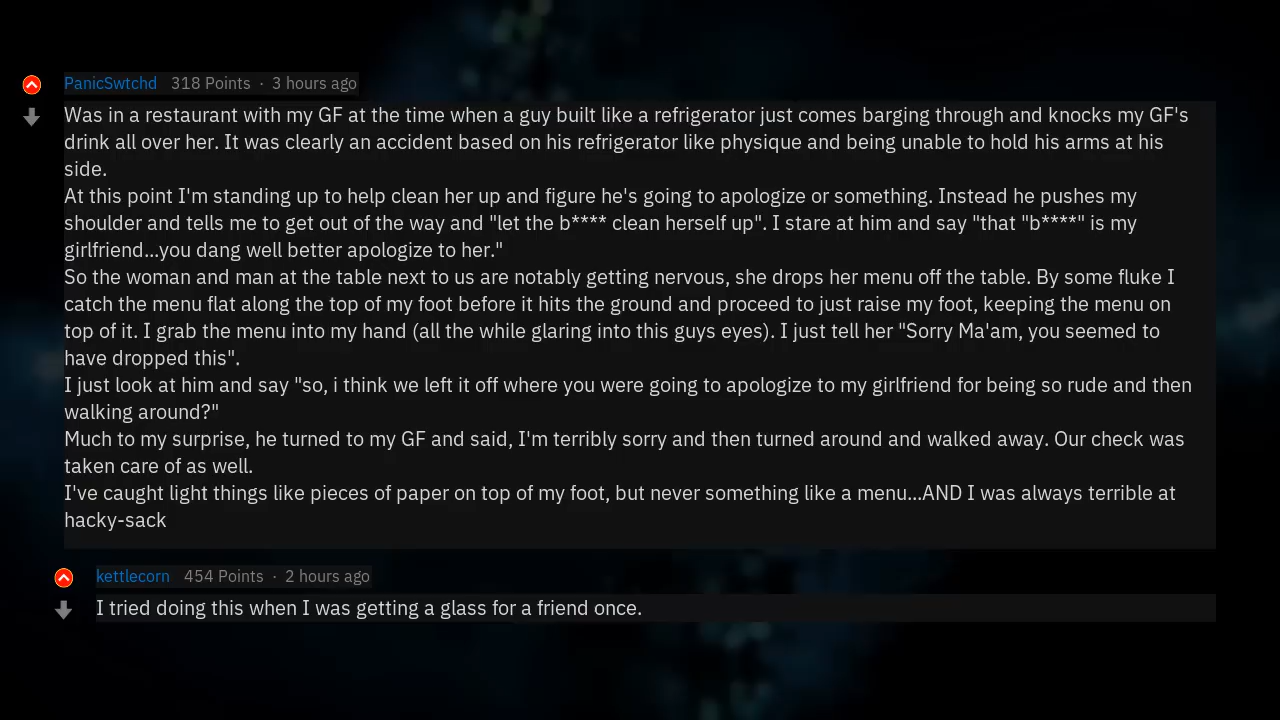 PanicSwtchd 318 Points · 3 hours ago
Was in a restaurant with my GF at the time when a guy built like a refrigerator just comes barging through and knocks my GF's
drink all over her. It was clearly an accident based on his refrigerator like physique and being unable to hold his arms at his
side.
At this point I'm standing up to help clean her up and figure he's going to apologize or something. Instead he pushes my
shoulder and tells me to get out of the way and "let the b**** clean herself up". I stare at him and say "that "b****" is my
girlfriend...you dang well better apologize to her."
So the woman and man at the table next to us are notably getting nervous, she drops her menu off the table. By some fluke I
catch the menu flat along the top of my foot before it hits the ground and proceed to just raise my foot, keeping the menu on
top of it. I grab the menu into my hand (all the while glaring into this guys eyes). I just tell her "Sorry Ma'am, you seemed to
have dropped this".
I just look at him and say "so, i think we left it off where you were going to apologize to my girlfriend for being so rude and then
walking around?"
Much to my surprise, he turned to my GF and said, I'm terribly sorry and then turned around and walked away. Our check was
taken care of as well.
I've caught light things like pieces of paper on top of my foot, but never something like a menu...AND I was always terrible at
hacky-sack
kettlecorn 454 Points · 2 hours ago
I tried doing this when I was getting a glass for a friend once.